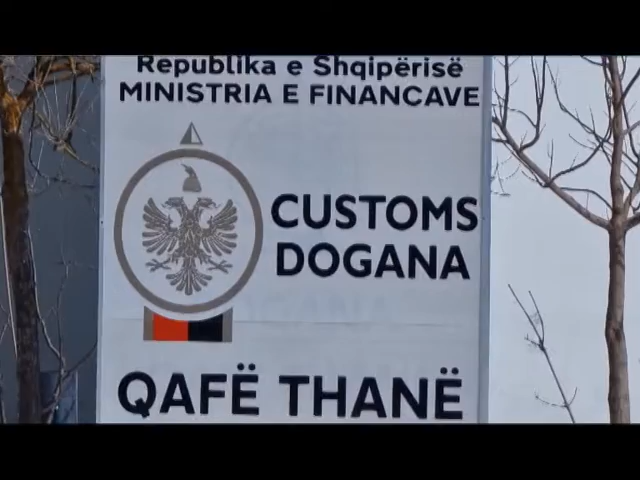 Republika e Shqipërisë
MINISTRIA E FINANCAVE
CUSTOMS
DOGANA
QAFË THANË